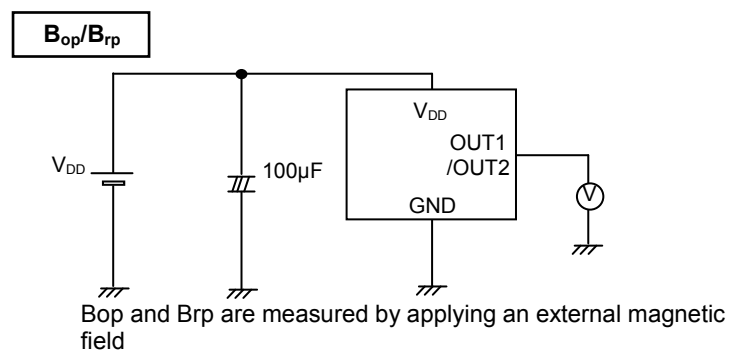 Bop/Brp
VDD
OUT1
/OUT2
VDD
100µF
GND
V
Bop and Brp are measured by applying an external magnetic
field